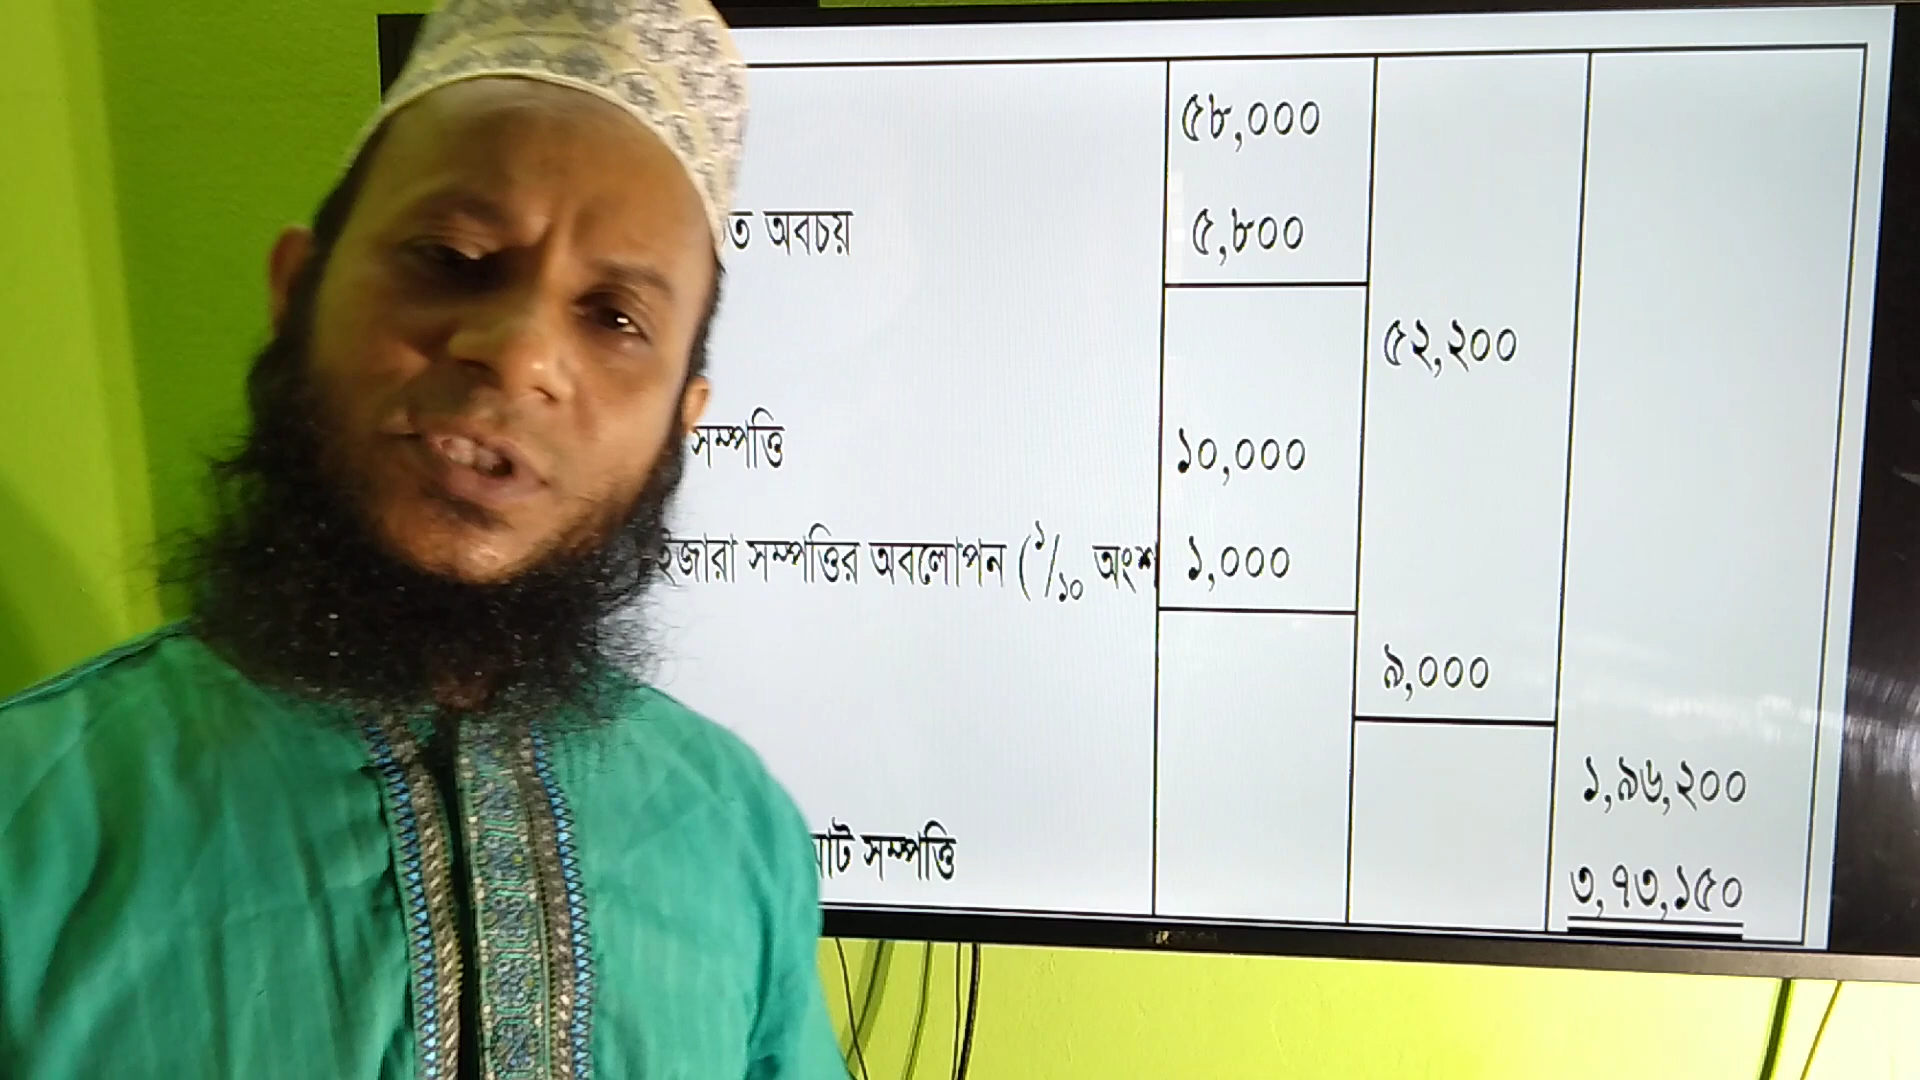 ৫৮,০০০
অবচয় ৫,৮০০
৫২,২০০
সম্পত্তি ১০,০০০
ইজারা সম্পত্তির অবলোপন (১/১০ অংশ ১,০০০
৯,০০০
১,৯৬,২০০
সম্পত্তি ৩,৭৩,১৫০